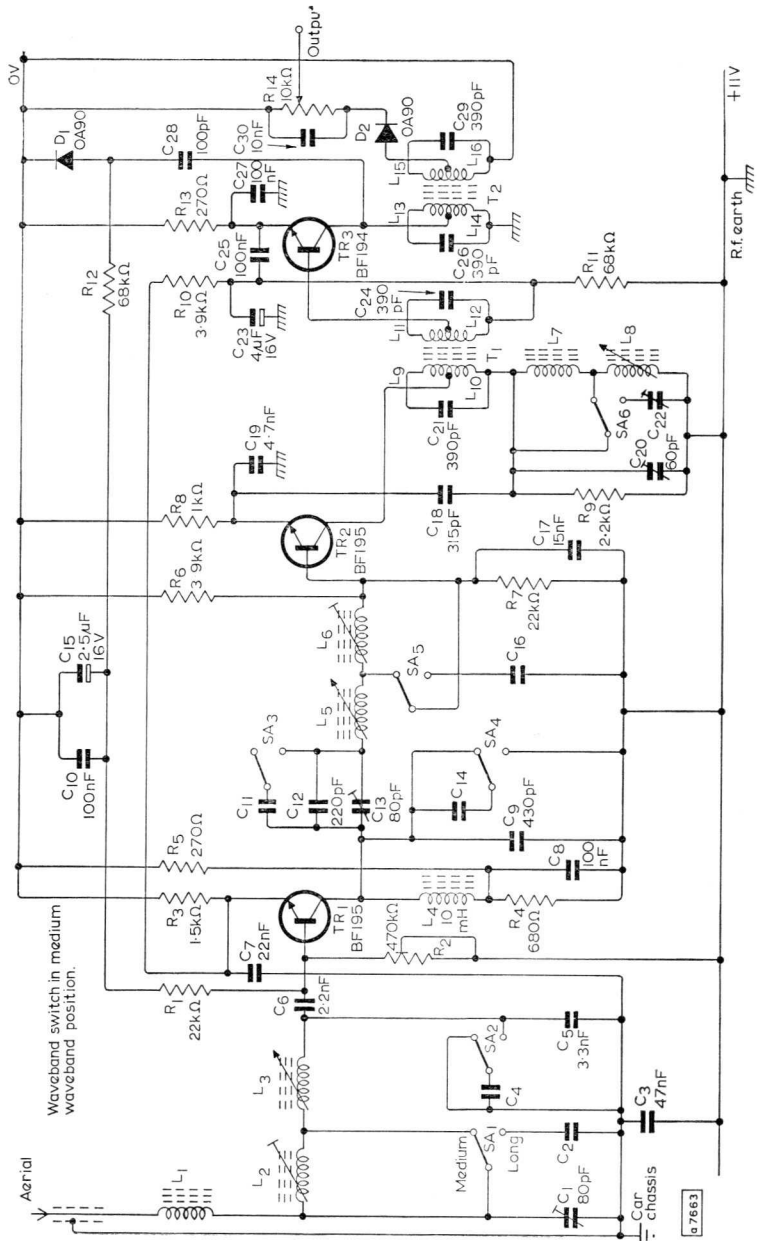 Aerial
Waveband switch in medium
waveband position.
L1
L2
L3
Medium
Long
SA1
C1
80pF
C2
SA2
C4
C5
3·3nF
C3
47nF
Car
chassis
a7663
C6
2·2nF
R1
22kΩ
C7
22nF
R3
1·5kΩ
TR1
BF195
470kΩ
R2
L4
10
mH
R4
680Ω
C8
100
nF
R5
270Ω
C10
100nF
C15
2·5μF
16V
C11
SA3
C12
220pF
C13
80pF
C14
SA4
C9
430pF
L5
L6
SA5
C16
R7
22kΩ
C17
15nF
R6
3·9kΩ
R8
1kΩ
TR2
BF195
C19
4·7nF
C18
315pF
R9
2·2kΩ
C20
60pF
C22
SA6
L7
L8
C21
390pF
L9
L10
T1
L11
L12
C24
390
pF
R12
68kΩ
R10
3·9kΩ
C23
4μF
16V
C25
100nF
R13
270Ω
C27
100
nF
TR3
BF194
C26
390
pF
R11
68kΩ
L13
L14
T2
L15
L16
C29
390pF
D1
OA90
C28
100pF
C30
10nF
R14
10kΩ
D2
OA90
0V
Outpu
+11V
R.f. earth